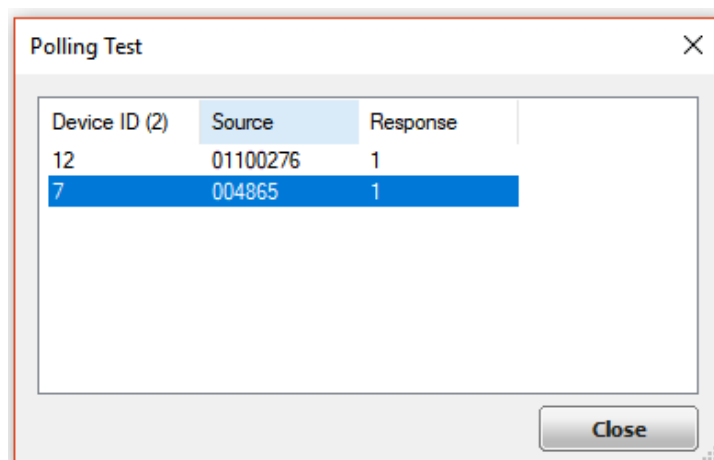 Polling Test
Device ID (2) Source Response
12 01100276 1
7 004865 1
Close